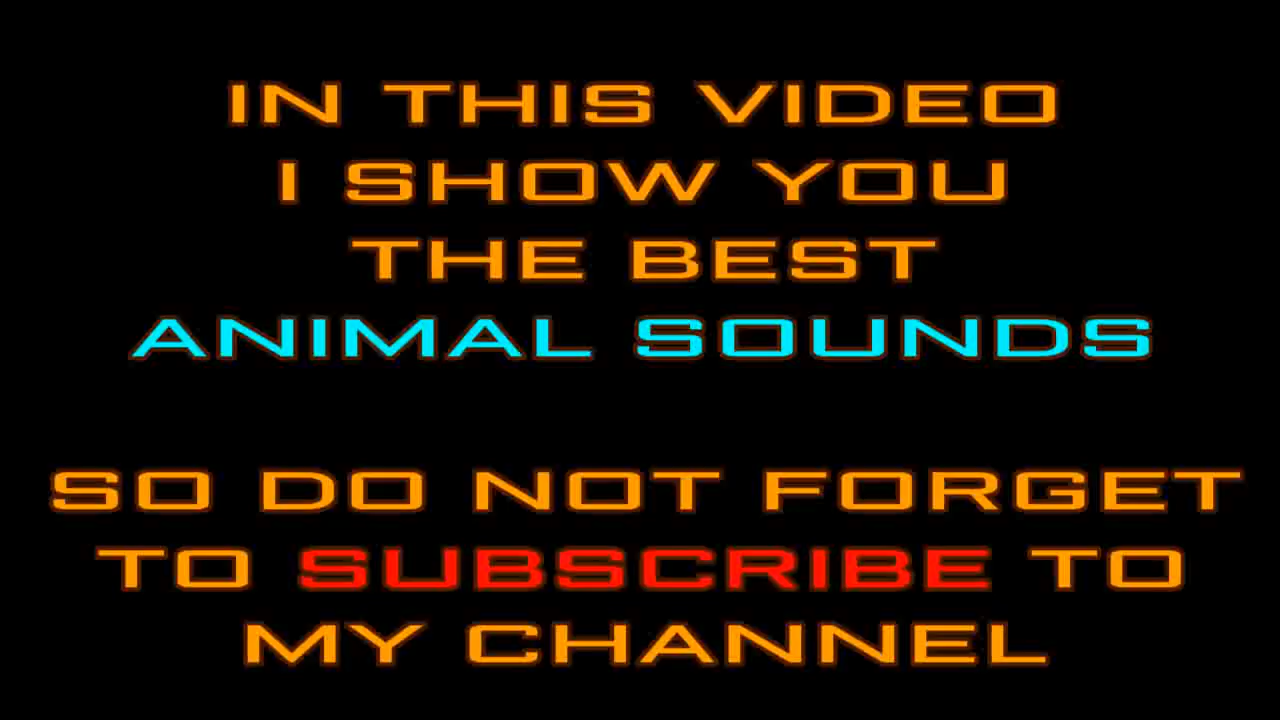 IN THIS VIDEO
I SHOW YOU
THE BEST
ANIMAL SOUNDS
SO DO NOT FORGET
TO SUBSCRIBE TO
MY CHANNEL